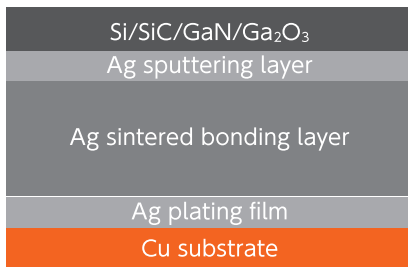 Si/SiC/GaN/Ga₂O₃
Ag sputtering layer
Ag sintered bonding layer
Ag plating film
Cu substrate